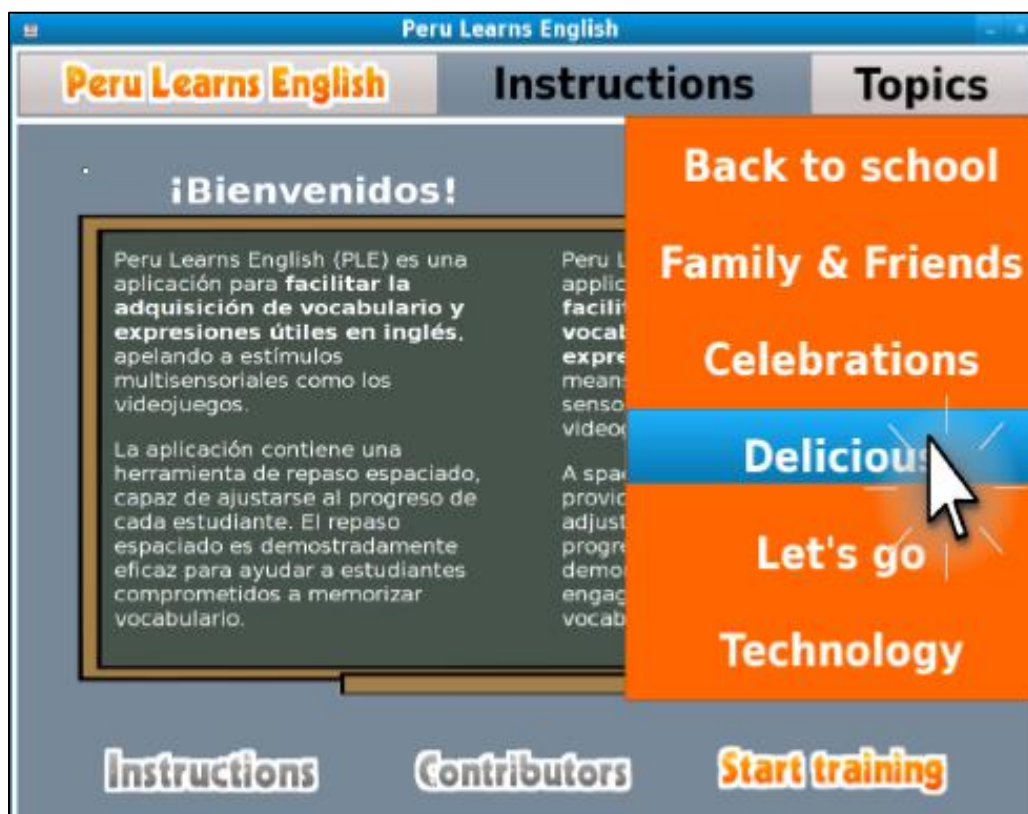 Peru Learns English
Peru Learns English
Instructions
Topics
¡Bienvenidos!
Peru Learns English (PLE) es una
aplicación para facilitar la
adquisición de vocabulario y
expresiones útiles en inglés,
apelando a estímulos
multisensoriales como los
videojuegos.
La aplicación contiene una
herramienta de repaso espaciado,
capaz de ajustarse al progreso de
cada estudiante. El repaso
espaciado es demostradamente
eficaz para ayudar a estudiantes
comprometidos a memorizar
vocabulario.
Peru
A
Back to school
Family & Friends
Celebrations
Delicious
Let's go
Technology
Instructions
Contributors
Start training